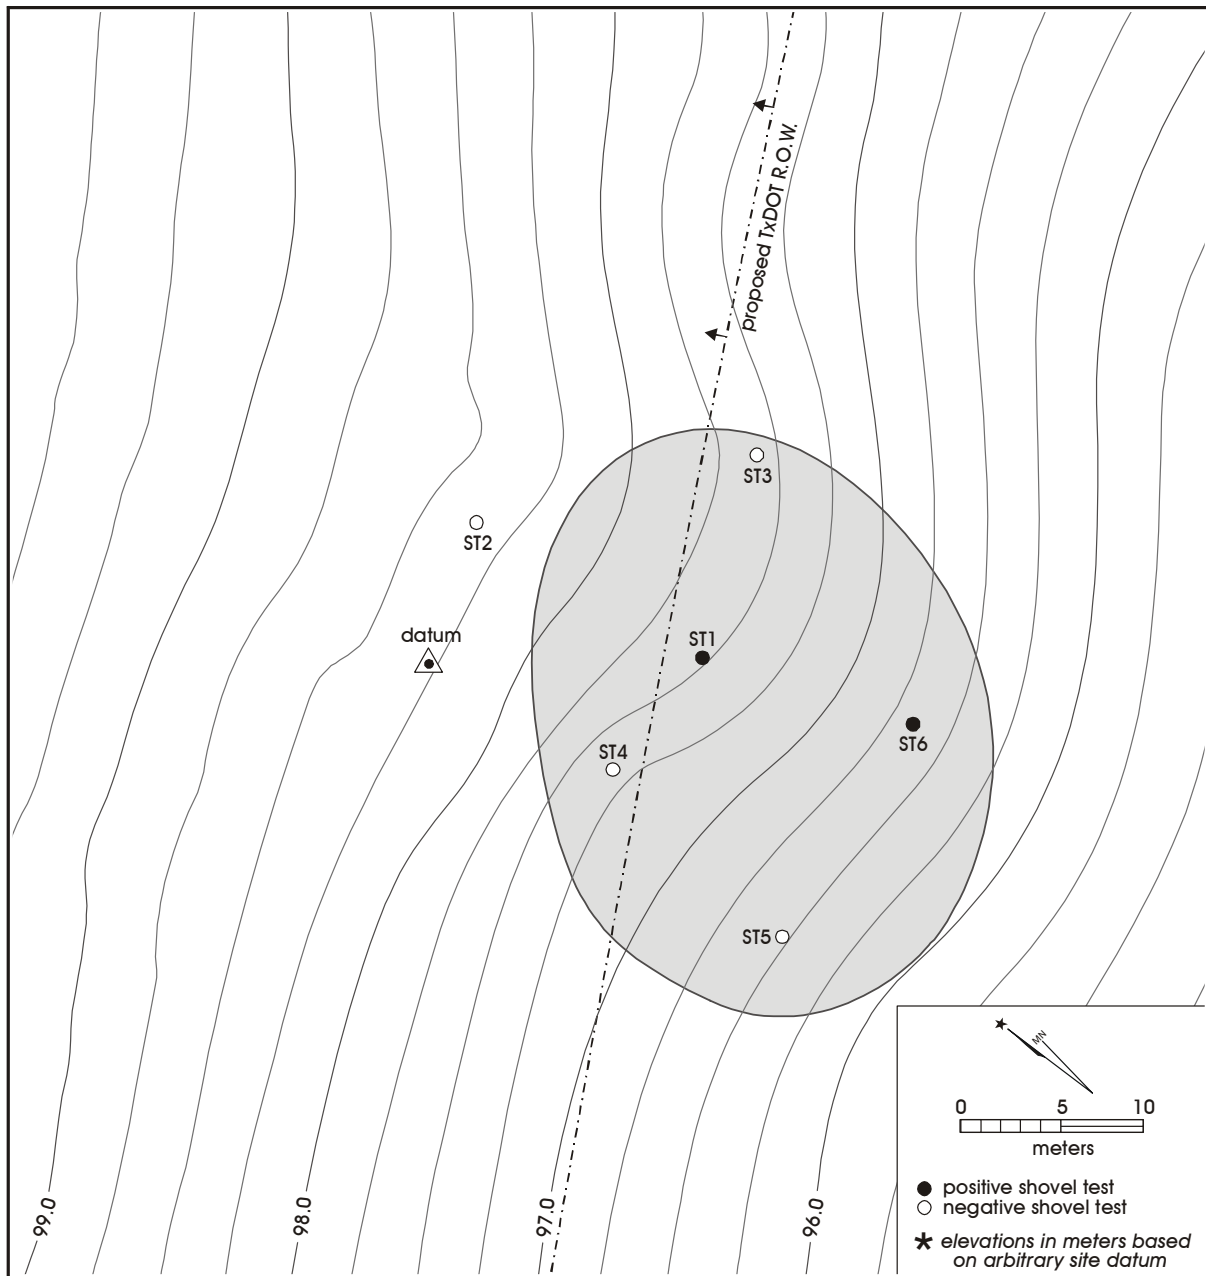 proposed TxDOT R.O.W.
ST3
ST2
datum
ST1
ST6
ST4
ST5
99.0
98.0
97.0
96.0
MN
0 5 10
meters
positive shovel test
negative shovel test
* elevations in meters based
on arbitrary site datum